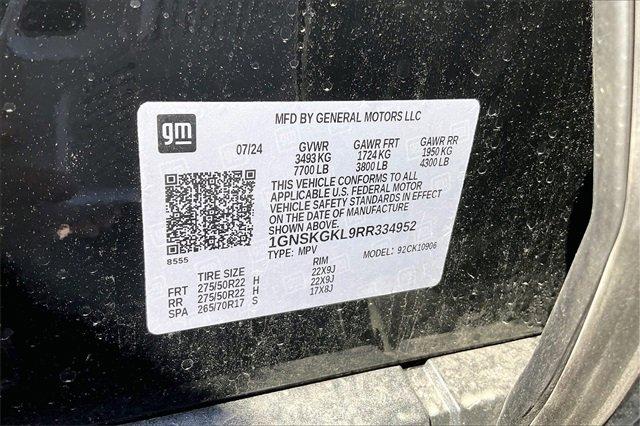 MFD BY GENERAL MOTORS LLC
gm
07/24 GVWR GAWR FRT GAWR RR
3493 KG 1724 KG 1950 KG
7700 LB 3800 LB 4300 LB
THIS VEHICLE CONFORMS TO ALL
APPLICABLE U.S. FEDERAL MOTOR
VEHICLE SAFETY STANDARDS IN EFFECT
ON THE DATE OF MANUFACTURE
SHOWN ABOVE.
1GNSKGKL9RR334952
8555
TYPE: MPV MODEL: 92CK10906
TIRE SIZE RIM
FRT 275/50R22 H 22X9J
RR 275/50R22 H 22X9J
SPA 265/70R17 S 17X8J